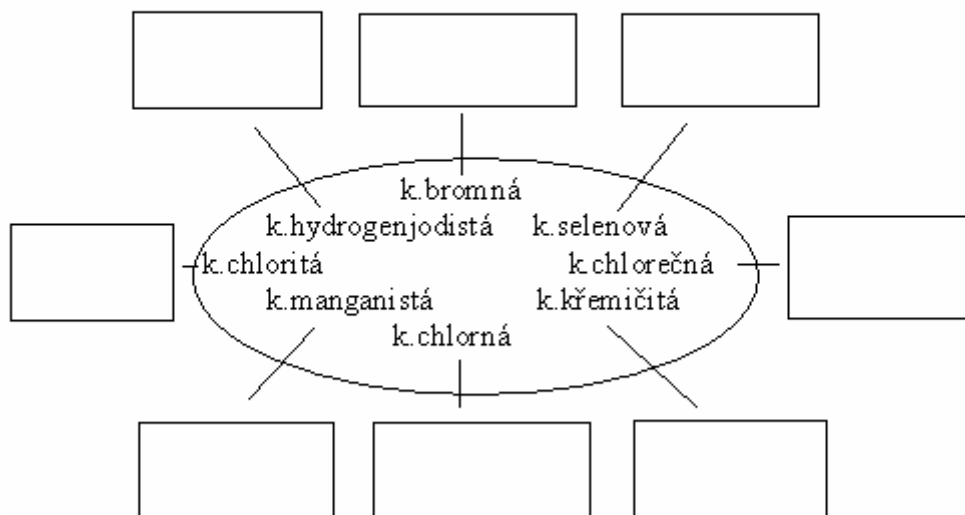 k.bromná
k.hydrogenjodistá k.selenová
k.chloritá k.chlorečná
k.manganistá k.křemičitá
k.chlorná